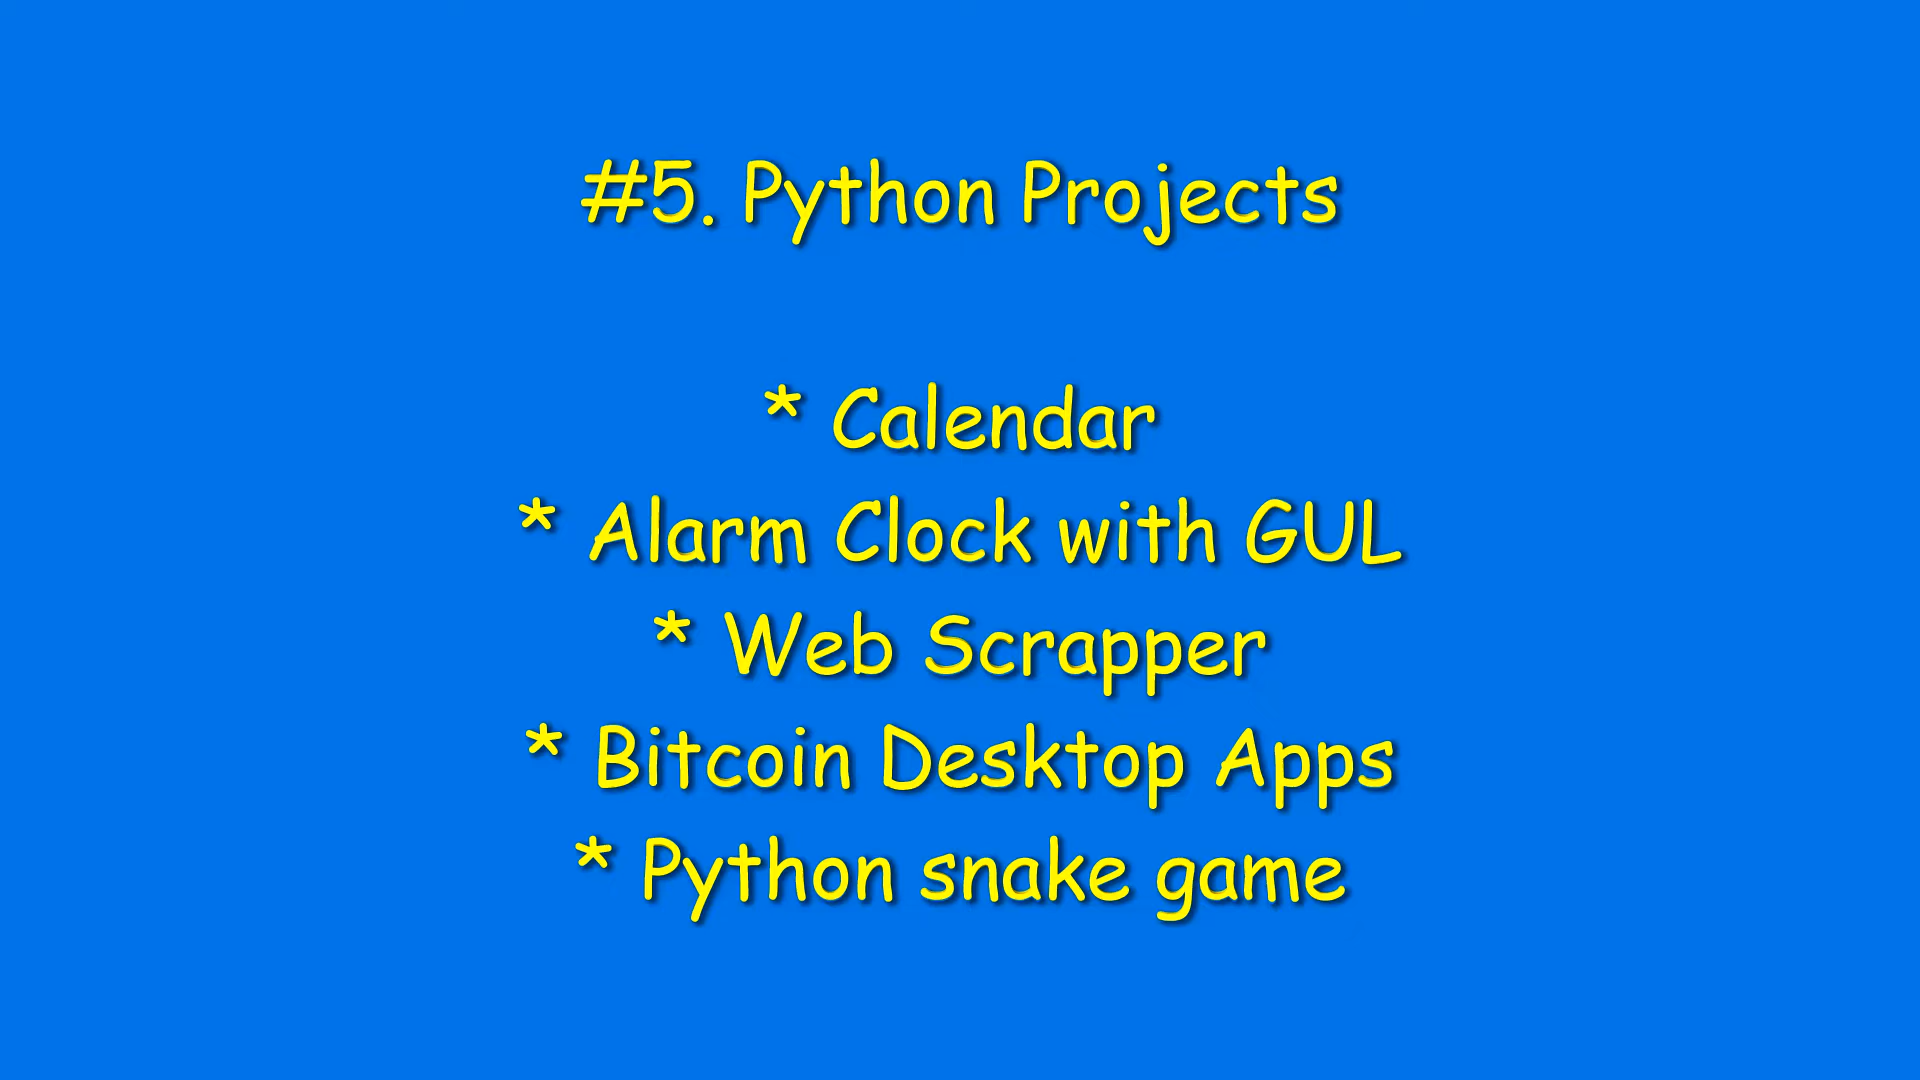 #5. Python Projects
* Calendar
* Alarm Clock with GUL
* Web Scrapper
* Bitcoin Desktop Apps
* Python snake game